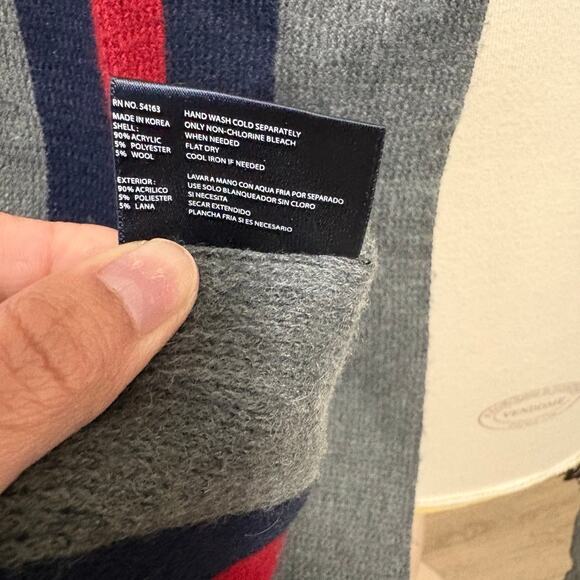 RN NO. 54163
MADE IN KOREA
SHELL:
90% ACRYLIC
5% POLYESTER
5% WOOL
HAND WASH COLD SEPARATELY
ONLY NON-CHLORINE BLEACH
WHEN NEEDED
FLAT DRY
COOL IRON IF NEEDED
EXTERIOR:
90% ACRILICO
5% POLIESTER
5% LANA
LAVAR A MANO CON AQUA FRIA POR SEPARADO
USE SOLO BLANQUEADOR SIN CLORO
SI NECESITA
SECAR EXTENDIDO
PLANCHA FRIA SI ES NECESARIO
VENDOME